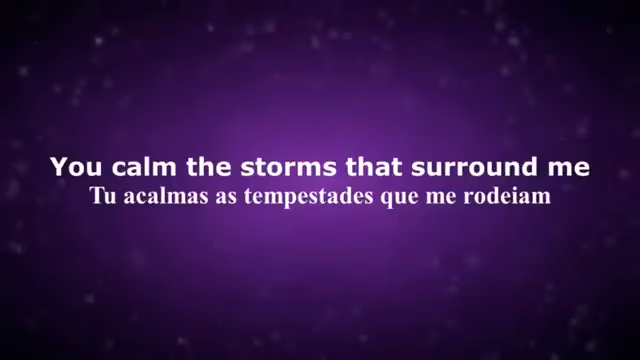 You calm the storms that surround me
Tu acalmas as tempestades que me rodeiam